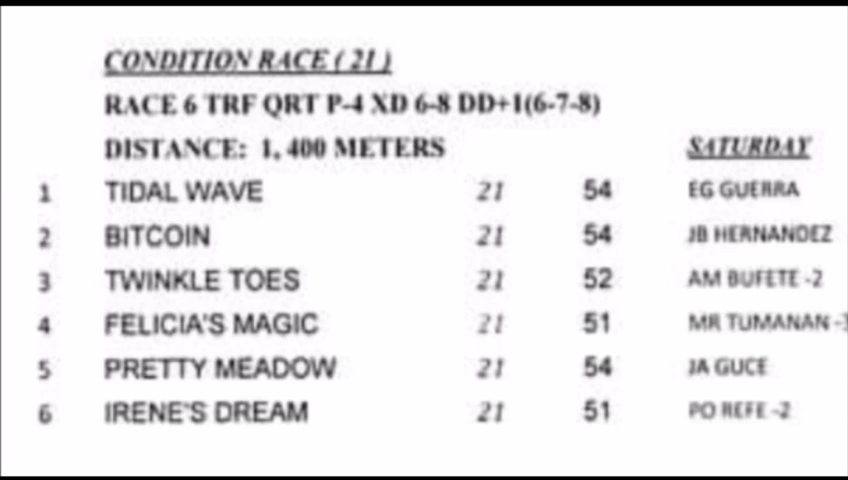 CONDITION RACE ( 21 )
RACE 6 TRF QRT P-4 XD 6-8 DD+1(6-7-8)
DISTANCE: 1, 400 METERS SATURDAY
1 TIDAL WAVE 21 54 EG GUERRA
2 BITCOIN 21 54 JB HERNANDEZ
3 TWINKLE TOES 21 52 AM BUFETE -2
4 FELICIA'S MAGIC 21 51 MR TUMANAN -3
5 PRETTY MEADOW 21 54 JA GUCE
6 IRENE'S DREAM 21 51 PO REFE -2